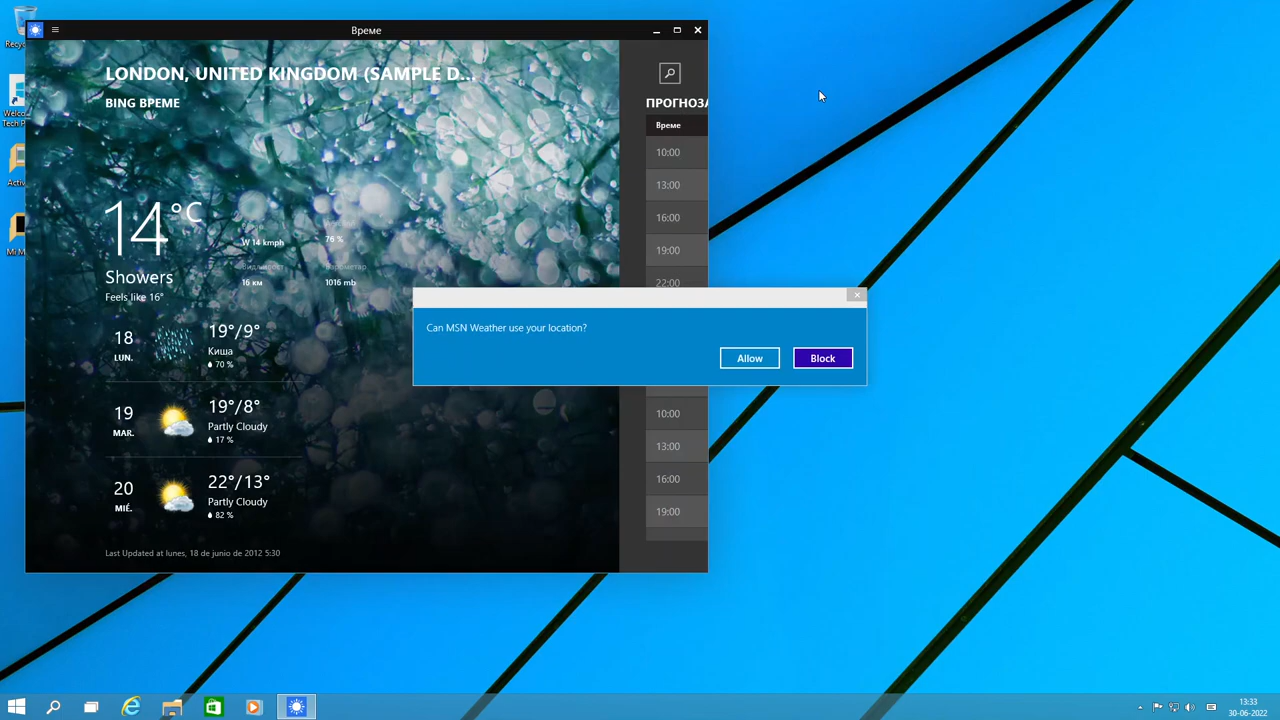 Време
LONDON, UNITED KINGDOM (SAMPLE D...
BING ВРЕМЕ
14°C
Showers
Feels like 16°
W 14 kmph
76 %
16 км
Барометар
1016 mb
18
LUN.
19°/9°
Киша
70 %
19
MAR.
19°/8°
Partly Cloudy
17 %
20
MIÉ.
22°/13°
Partly Cloudy
82 %
Last Updated at lunes, 18 de junio de 2012 5:30
ПРОГНОЗА
Време
10:00
13:00
16:00
19:00
22:00
10:00
13:00
16:00
19:00
Can MSN Weather use your location?
Allow
Block
13:33
30-06-2022